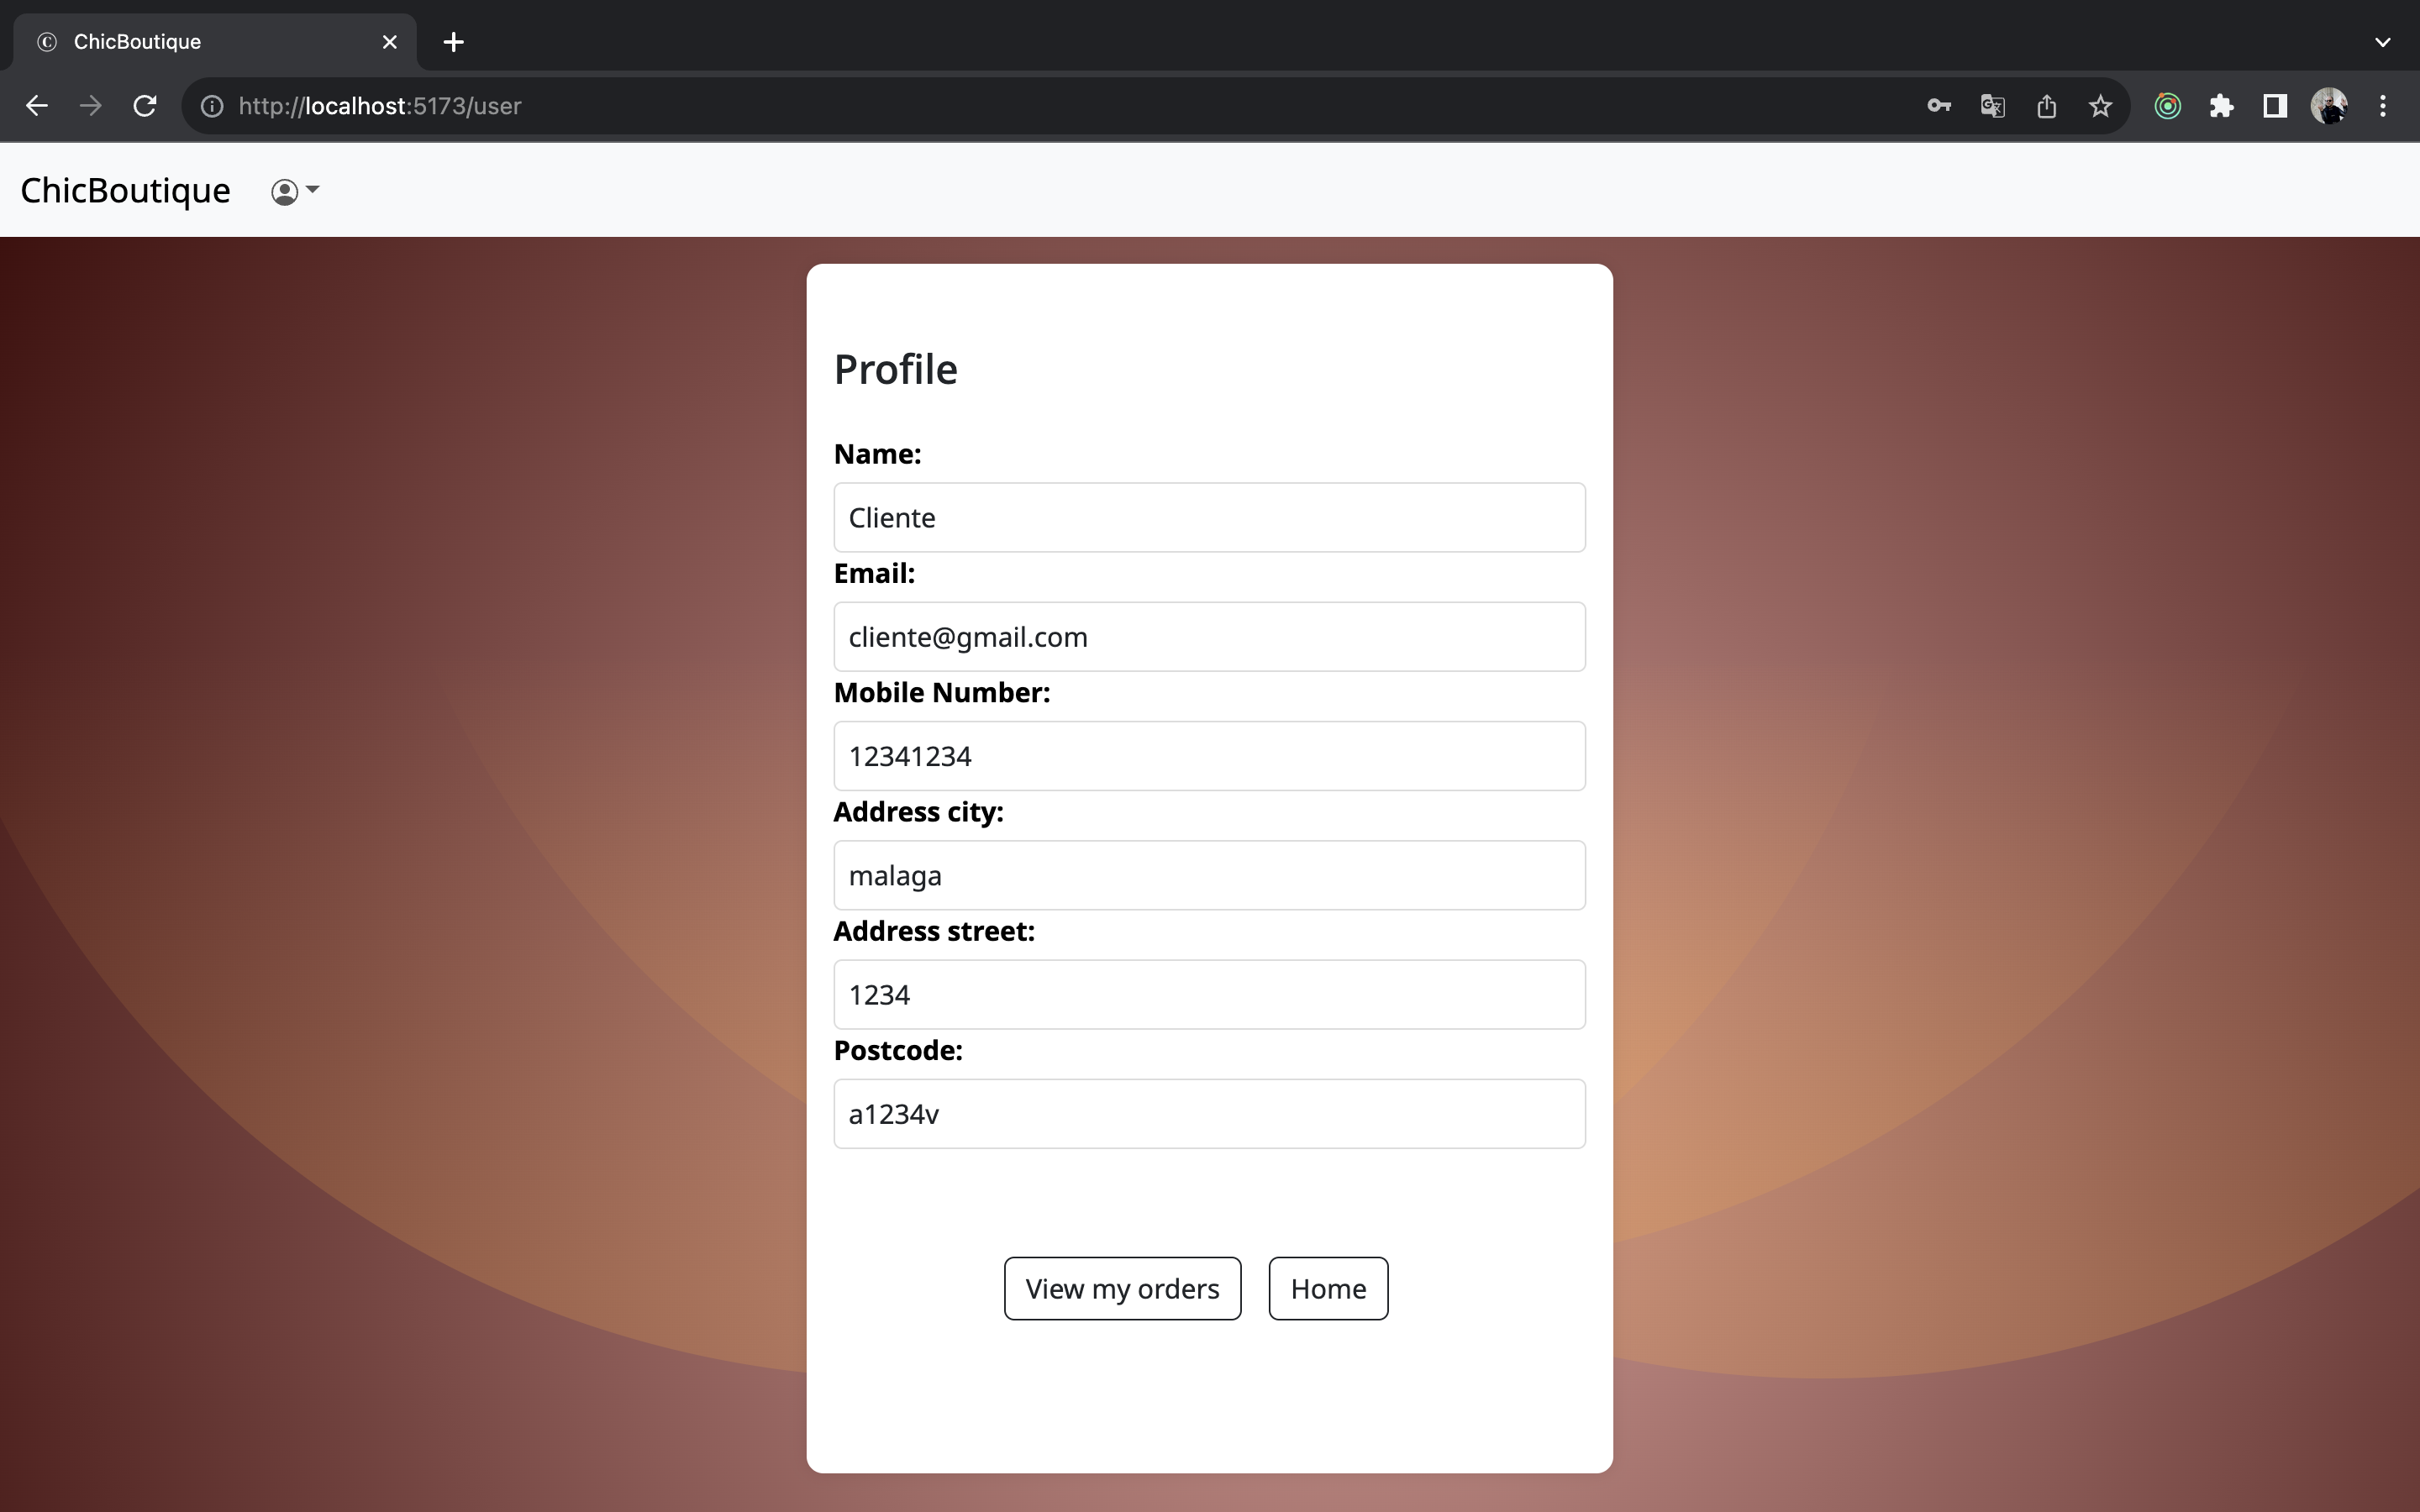 ChicBoutique
http://localhost:5173/user
ChicBoutique
Profile
Name:
Cliente
Email:
cliente@gmail.com
Mobile Number:
12341234
Address city:
malaga
Address street:
1234
Postcode:
a1234v
View my orders
Home